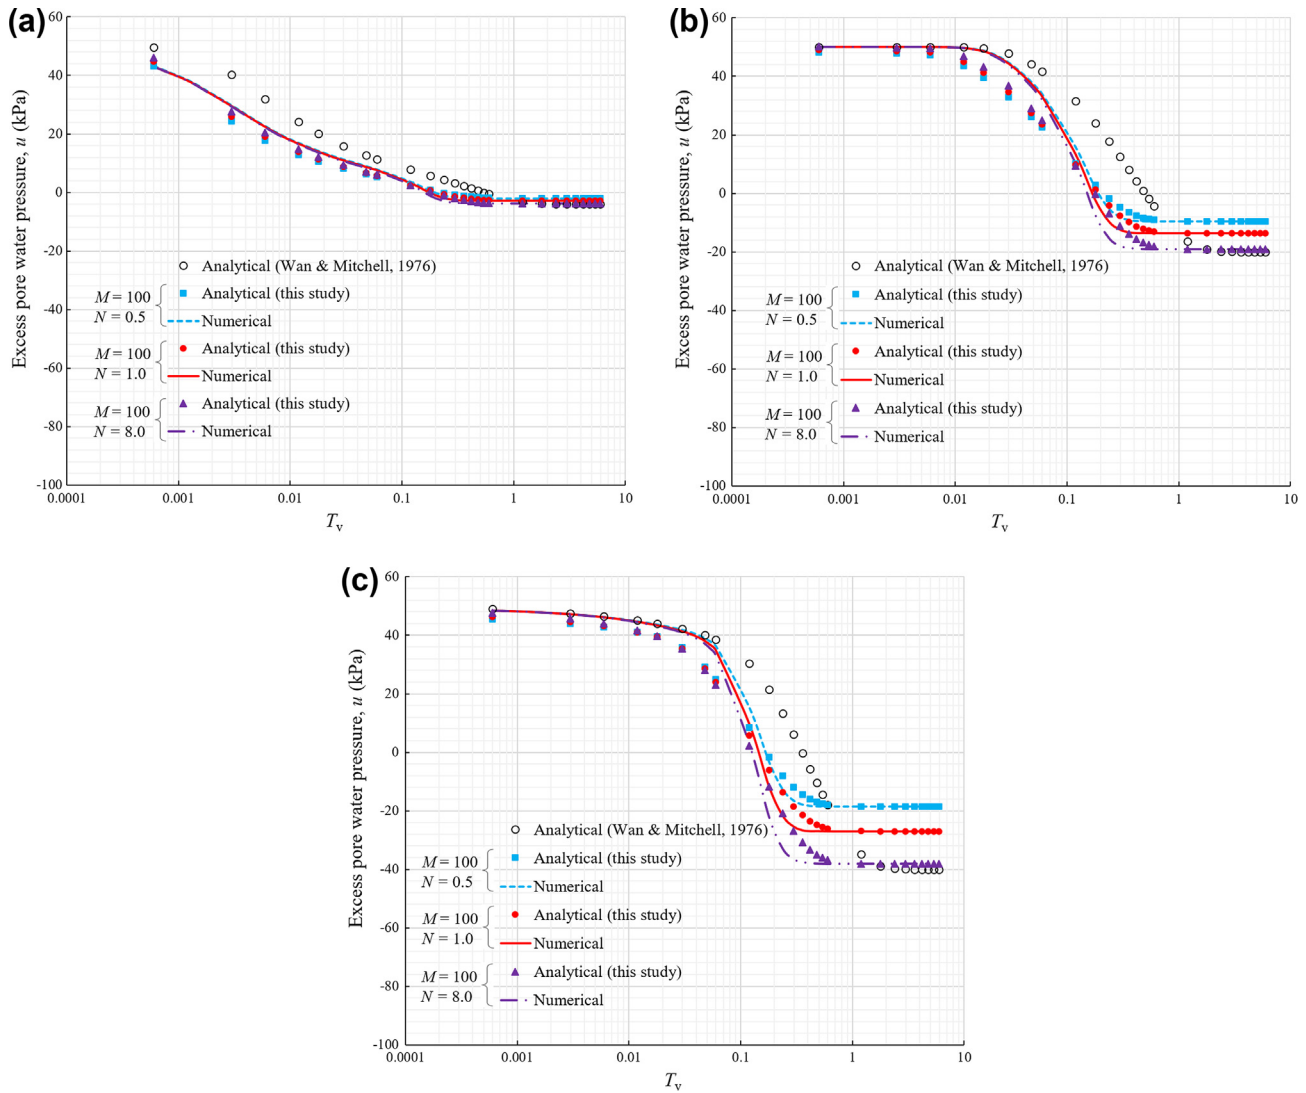 (a)
Excess pore water pressure, u (kPa)
60
40
20
0
-20
-40
-60
-80
-100
0.0001
0.001
0.01
0.1
1
10
Tv
Analytical (Wan & Mitchell, 1976)
M = 100
N = 0.5
Analytical (this study)
Numerical
M = 100
N = 1.0
Analytical (this study)
Numerical
M = 100
N = 8.0
Analytical (this study)
Numerical
(b)
Excess pore water pressure, u (kPa)
60
40
20
0
-20
-40
-60
-80
-100
0.0001
0.001
0.01
0.1
1
10
Tv
Analytical (Wan & Mitchell, 1976)
M = 100
N = 0.5
Analytical (this study)
Numerical
M = 100
N = 1.0
Analytical (this study)
Numerical
M = 100
N = 8.0
Analytical (this study)
Numerical
(c)
Excess pore water pressure, u (kPa)
60
40
20
0
-20
-40
-60
-80
-100
0.0001
0.001
0.01
0.1
1
10
Tv
Analytical (Wan & Mitchell, 1976)
M = 100
N = 0.5
Analytical (this study)
Numerical
M = 100
N = 1.0
Analytical (this study)
Numerical
M = 100
N = 8.0
Analytical (this study)
Numerical